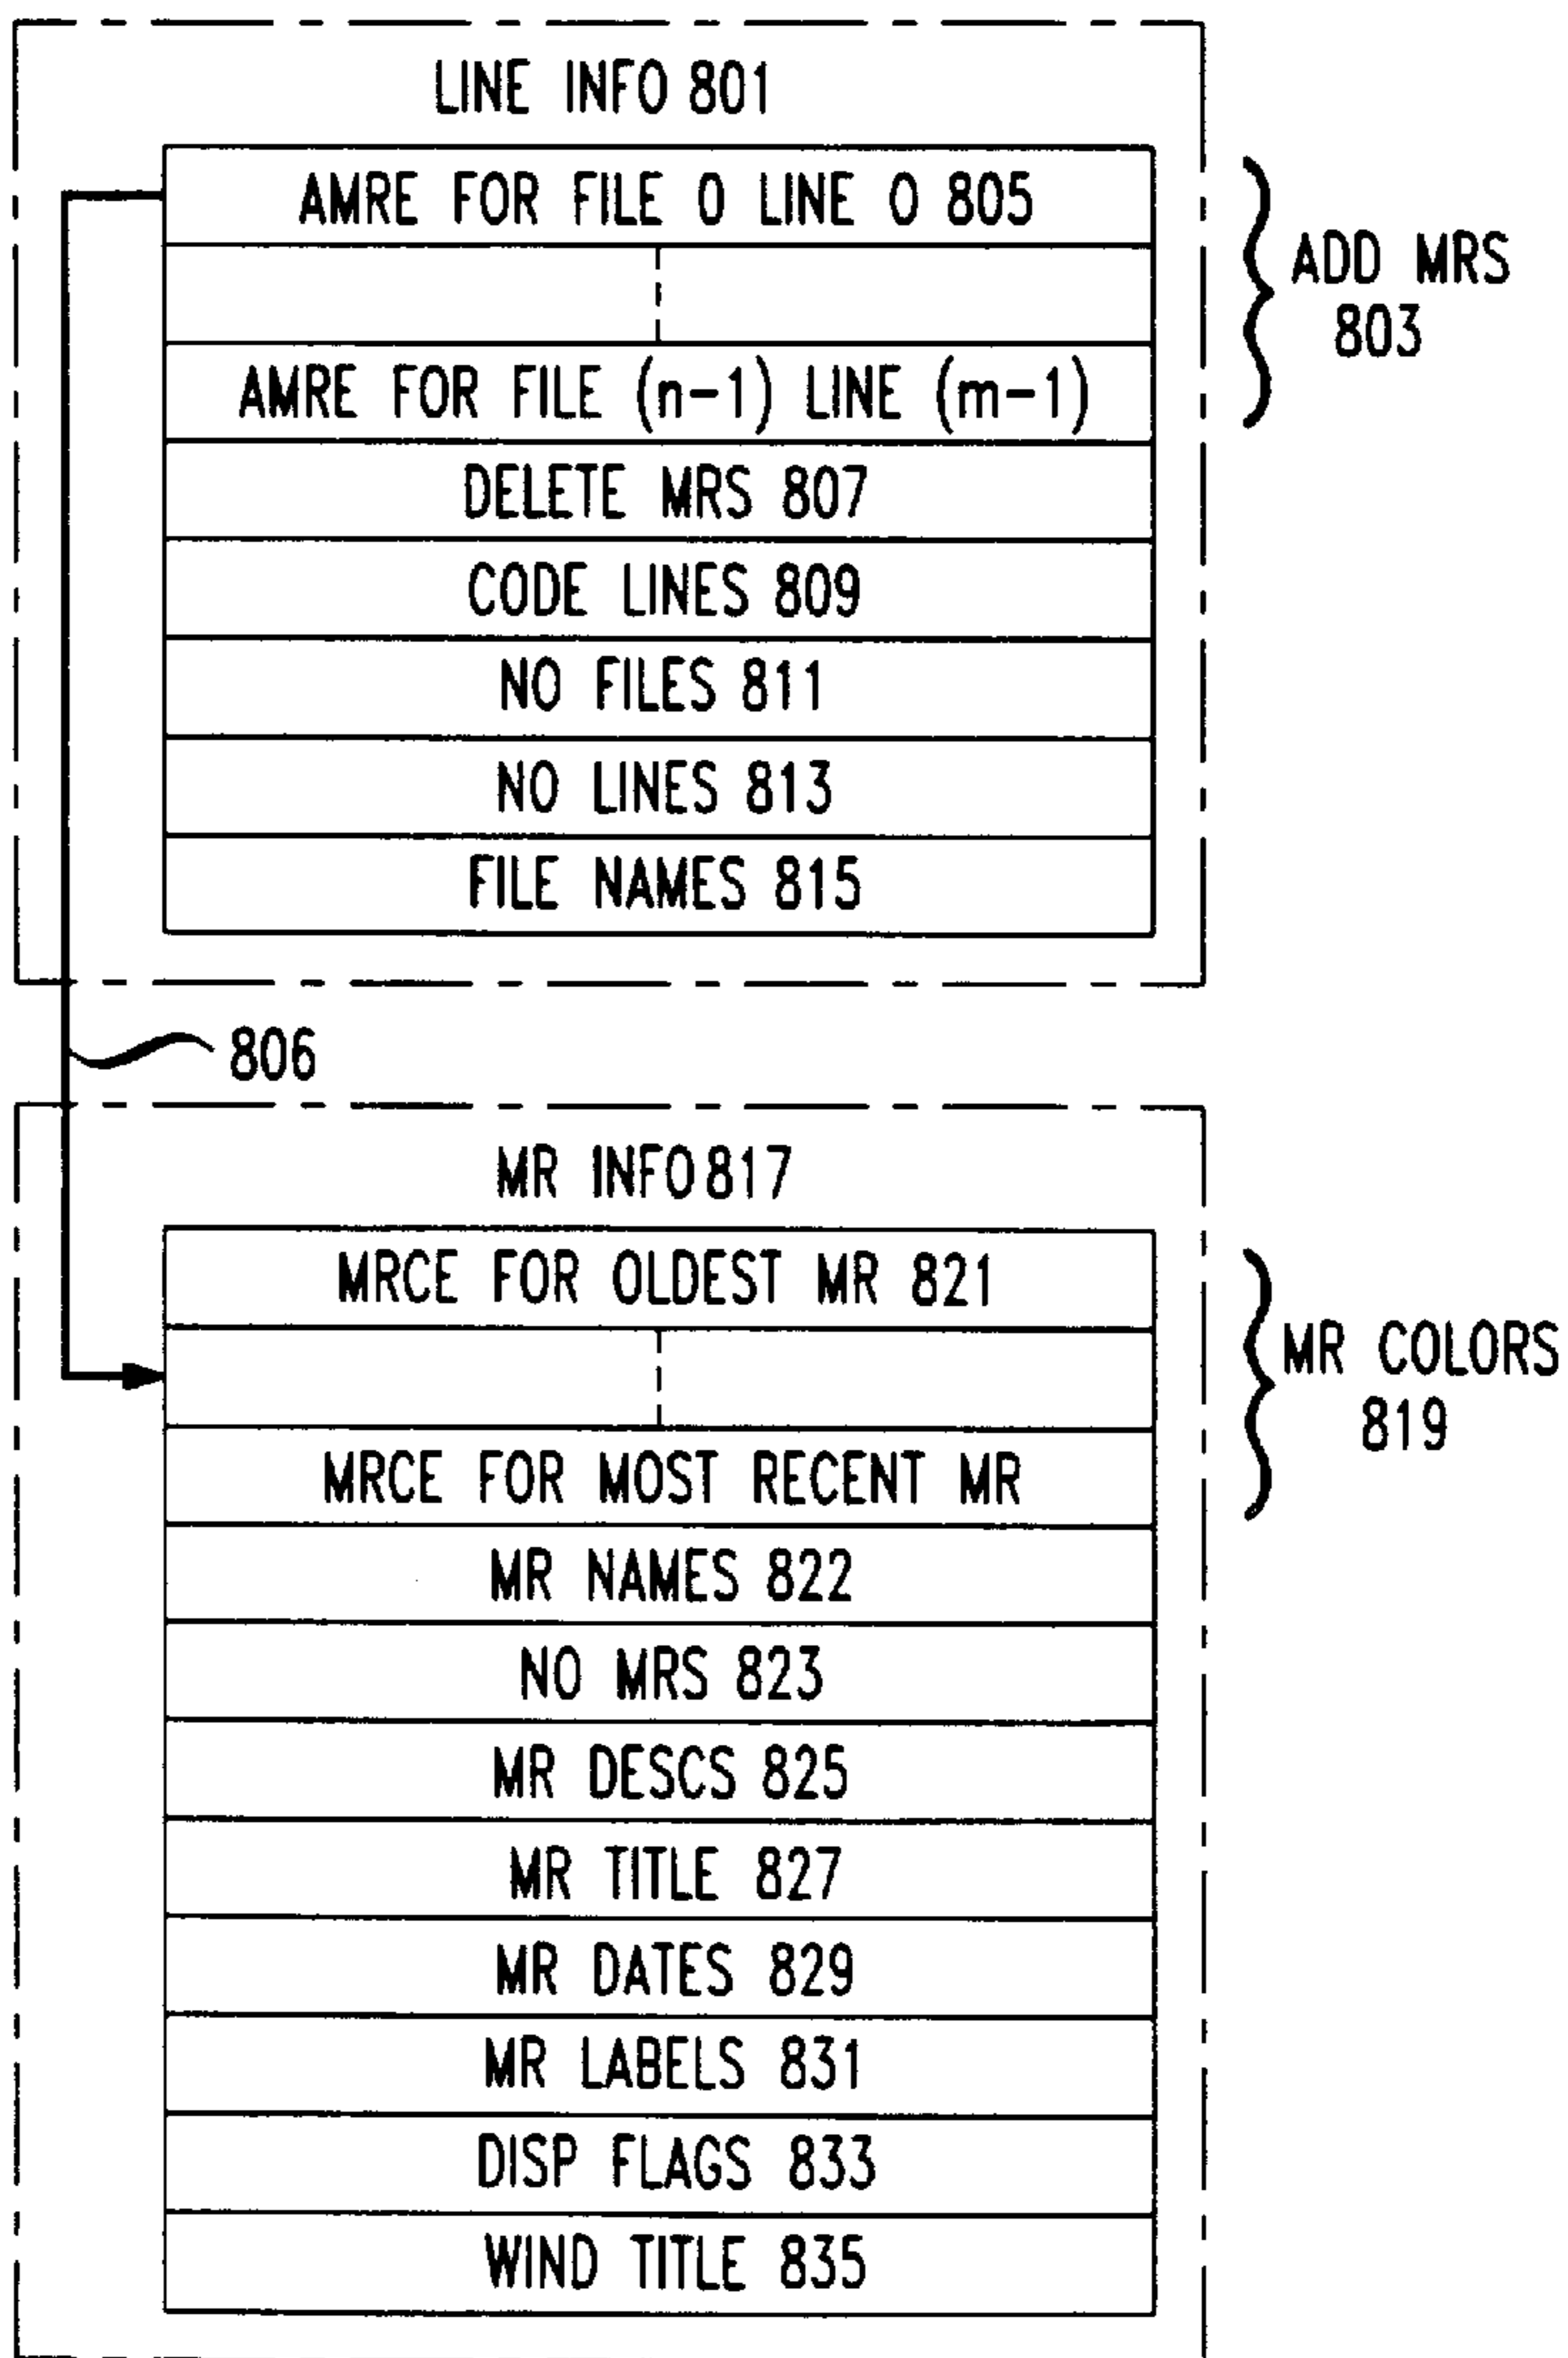 LINE INFO 801
AMRE FOR FILE 0 LINE 0 805
AMRE FOR FILE (n-1) LINE (m-1)
ADD MRS
803
DELETE MRS 807
CODE LINES 809
NO FILES 811
NO LINES 813
FILE NAMES 815
806
MR INFO 817
MRCE FOR OLDEST MR 821
MRCE FOR MOST RECENT MR
MR COLORS
819
MR NAMES 822
NO MRS 823
MR DESCS 825
MR TITLE 827
MR DATES 829
MR LABELS 831
DISP FLAGS 833
WIND TITLE 835